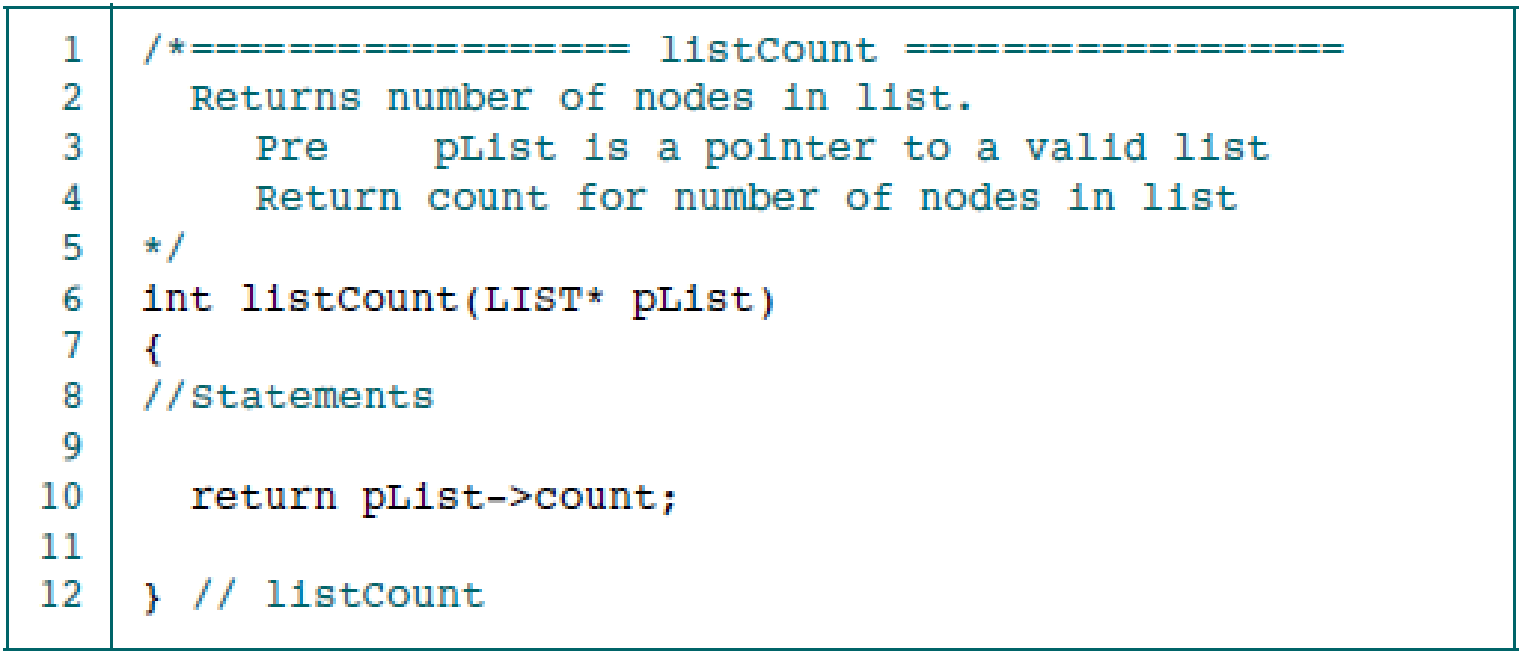 1 /*================== listCount ==================
2 Returns number of nodes in list.
3 Pre pList is a pointer to a valid list
4 Return count for number of nodes in list
5 */
6 int listCount(LIST* pList)
7 {
8 //Statements
9
10 return pList->count;
11
12 } // listCount